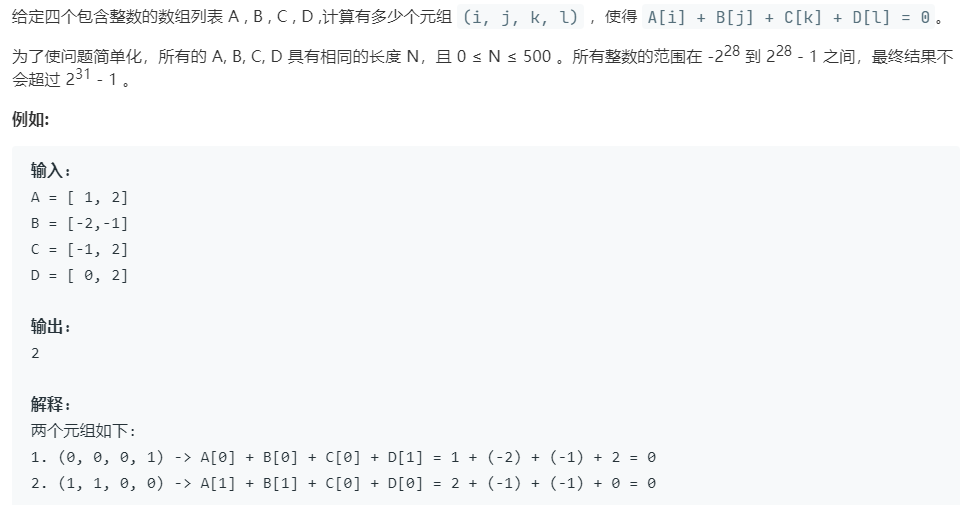 给定四个包含整数的数组列表 A , B , C , D ,计算有多少个元组 (i, j, k, l) ，使得 A[i] + B[j] + C[k] + D[l] = 0。
为了使问题简单化，所有的 A, B, C, D 具有相同的长度 N，且 0 ≤ N ≤ 500 。所有整数的范围在 -2²⁸ 到 2²⁸ - 1 之间，最终结果不
会超过 2³¹ - 1 。
例如:
输入：
A = [ 1, 2]
B = [-2,-1]
C = [-1, 2]
D = [ 0, 2]
输出：
2
解释：
两个元组如下：
1. (0, 0, 0, 1) -> A[0] + B[0] + C[0] + D[1] = 1 + (-2) + (-1) + 2 = 0
2. (1, 1, 0, 0) -> A[1] + B[1] + C[0] + D[0] = 2 + (-1) + (-1) + 0 = 0